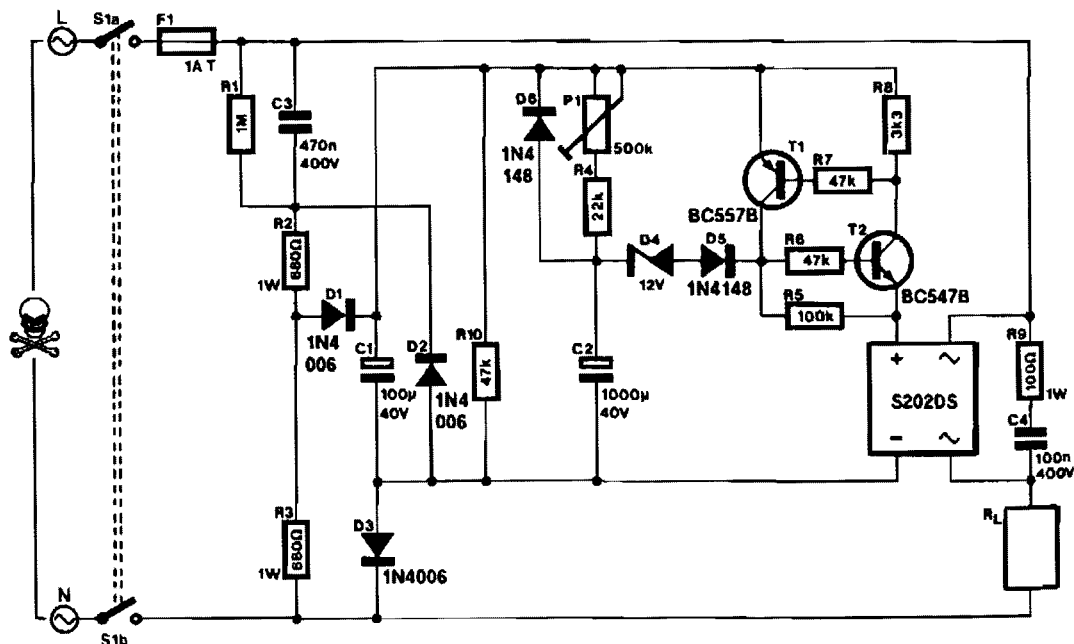 L
S1a
F1
1A T
R1
1M
C3
470n
400V
D6
1N4
148
P1
500k
R8
3k3
T1
R7
47k
R4
22k
BC557B
T2
R2
680Ω
1W
D4
12V
D5
1N4148
R6
47k
BC547B
R5
100k
D1
1N4
006
C1
100µ
40V
D2
1N4
006
R10
47k
C2
1000µ
40V
+
~
S202DS
−
~
R9
100Ω
1W
C4
100n
400V
R3
680Ω
1W
D3
1N4006
RL
N
S1b